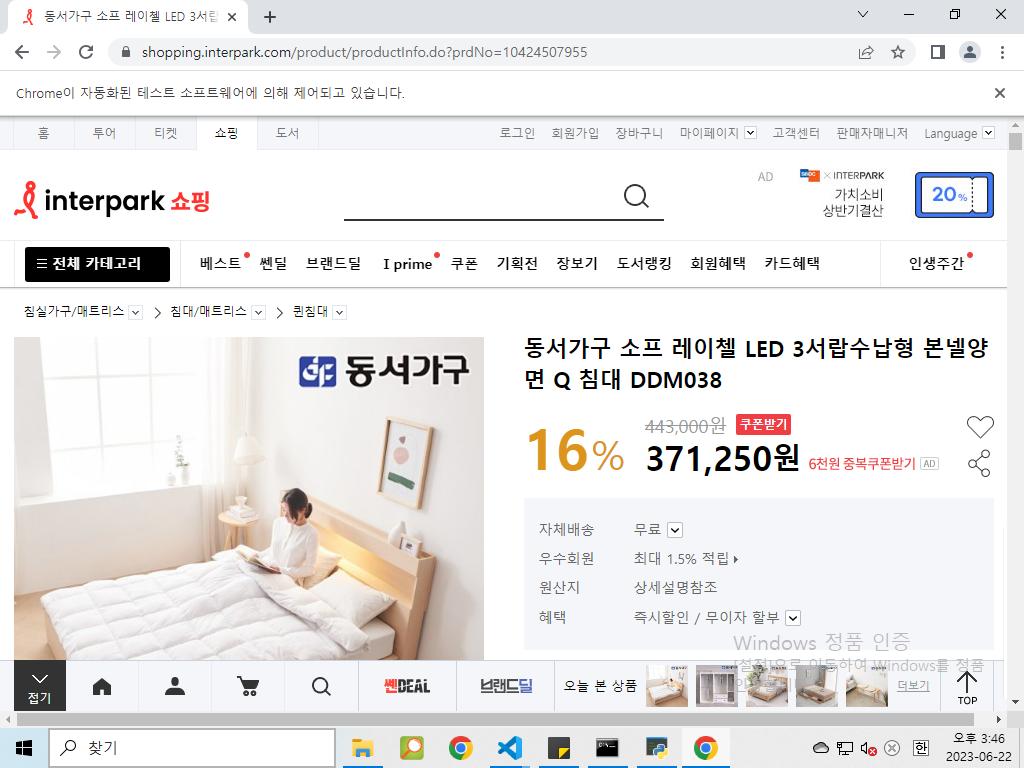 동서가구 소프 레이첼 LED 3서랍
shopping.interpark.com/product/productInfo.do?prdNo=10424507955
Chrome이 자동화된 테스트 소프트웨어에 의해 제어되고 있습니다.
홈 투어 티켓 쇼핑 도서 로그인 회원가입 장바구니 마이페이지 고객센터 판매자매니저 Language
interpark 쇼핑
AD
× INTERPARK
가치소비
상반기결산
20%
전체 카테고리 베스트 쎈딜 브랜드딜 I prime 쿠폰 기획전 장보기 도서랭킹 회원혜택 카드혜택 인생주간
침실가구/매트리스 침대/매트리스 퀸침대
동서가구
동서가구 소프 레이첼 LED 3서랍수납형 본넬양
면 Q 침대 DDM038
443,000원 쿠폰받기
16% 371,250원 6천원 중복쿠폰받기 AD
자체배송 무료
우수회원 최대 1.5% 적립
원산지 상세설명참조
혜택 즉시할인 / 무이자 할부
Windows 정품 인증
[설정]으로 이동하여 Windows를 정품
접기
쎈DEAL
브랜드딜
오늘 본 상품
더보기
TOP
찾기
한
오후 3:46
2023-06-22